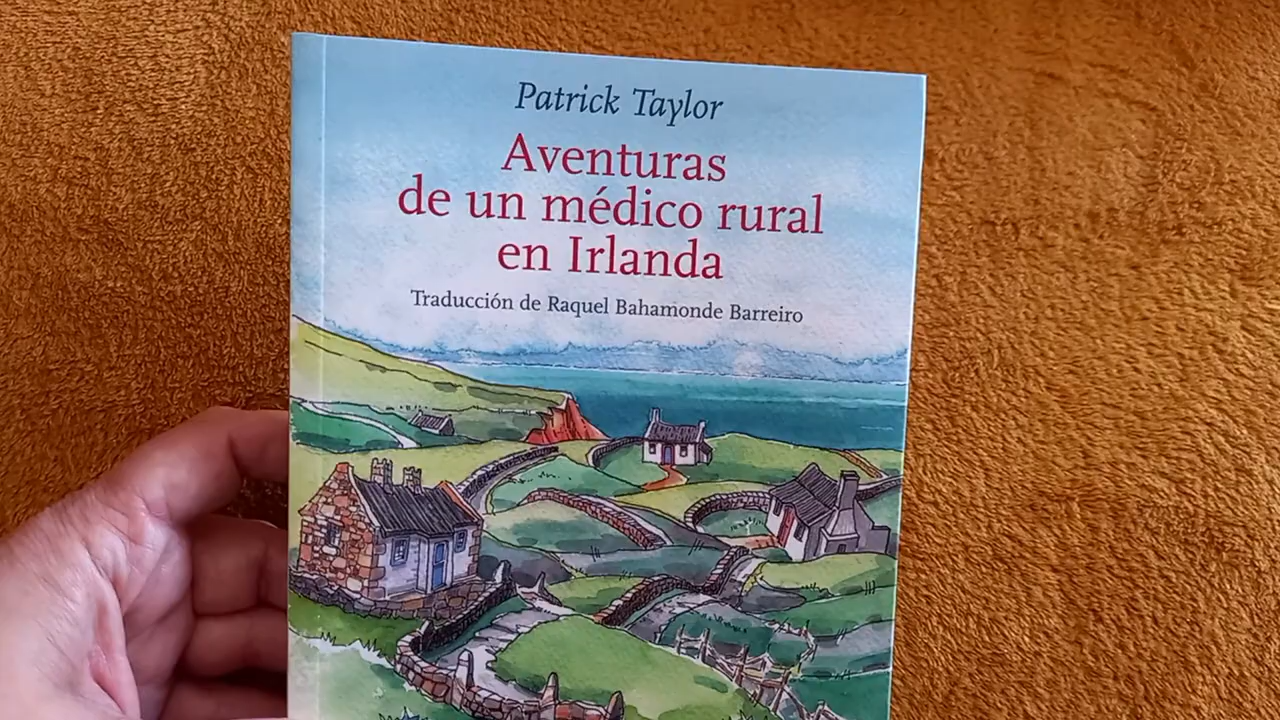 Patrick Taylor
Aventuras
de un médico rural
en Irlanda
Traducción de Raquel Bahamonde Barreiro